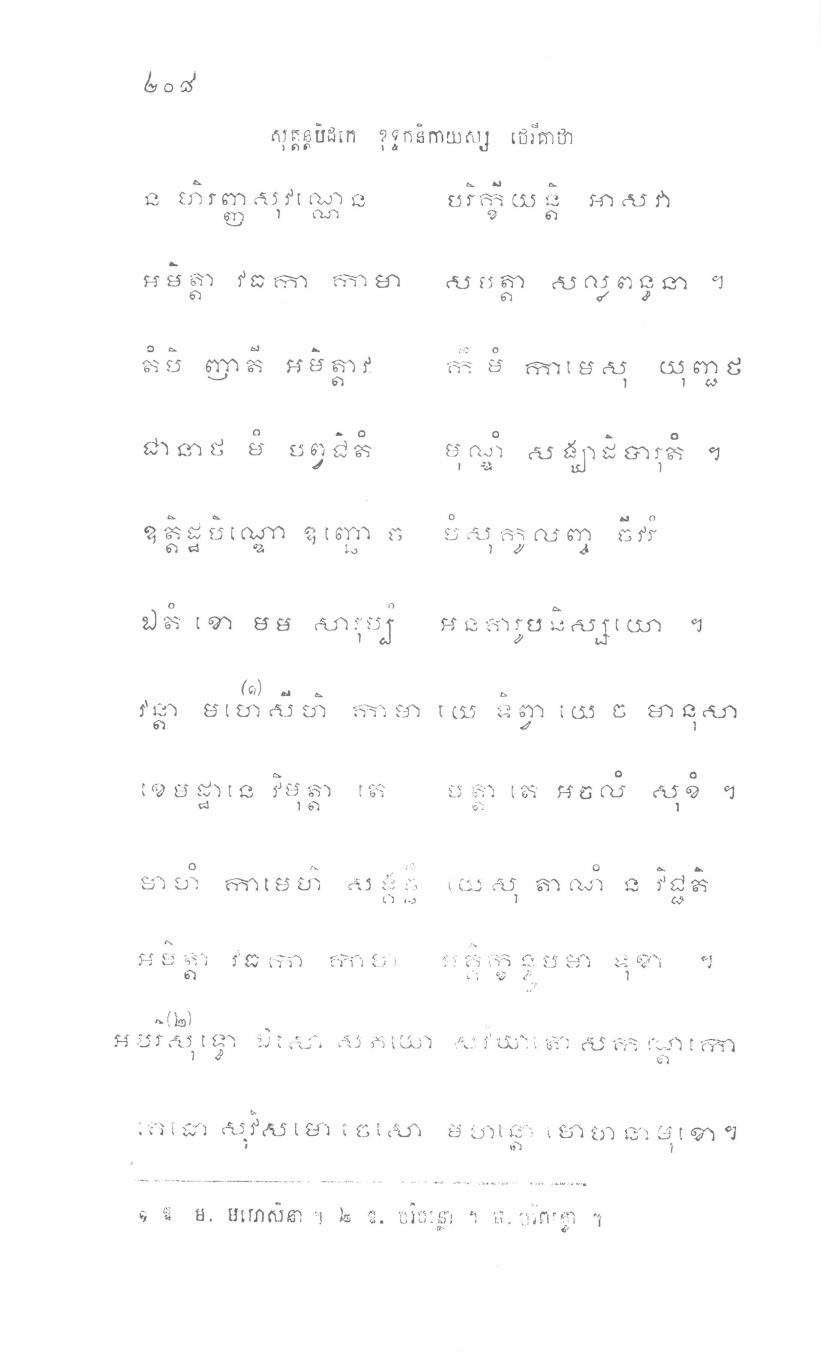 ២០៨
សុត្តន្តបិដកេ ខុទ្ទកនិកាយស្ស ថេរីគាថា
ន ហិរញ្ញសុវណ្ណេន បរិក្ខីយន្តិ អាសវា
អមិត្តា វធកា កាមា សបត្តា សល្លពន្ធនា ។
តំបិ ញាតី អមិត្តាវ កឹ មំ កាមេសុ យុញ្ជថ
ជានាថ មំ បព្វជិតំ មុណ្ឌំ សង្ឃាដិបារុតំ ។
ឧត្តិដ្ឋបិណ្ឌោ ឧញ្ឆោ ច បំសុកូលញ្ច ចីវរំ
ឯតំ ខោ មម សារុប្បំ អនគារូបនិស្សយោ ។
វន្តា មហេសីហិ(១) កាមា យេ ទិព្វា យេ ច មានុសា
ខេមដ្ឋានេ វិមុត្តា តេ បត្តា តេ អចលំ សុខំ ។
មាហំ កាមេហិ សង្គច្ឆឹ យេសុ តាណំ ន វិជ្ជតិ
អមិត្តា វធកា កាមា អគ្គិក្ខន្ធូបមា ទុខា ។
អបរិសុទ្ធោ(២) ឯសោ សភយោ សវិឃាតោ សកណ្ដកោ
គេធោ សុវិសមោ ចេសោ មហន្តោ មោហនាមុខោ ។
១ ឱ ម. មហេសិនា ។ ២ ឱ.